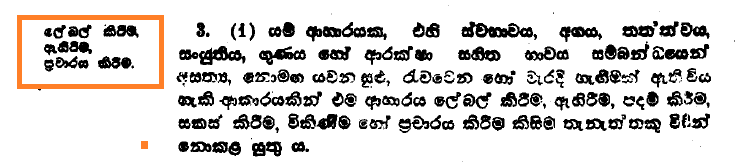 ලේබල් කිරීම,
ඇඟිරීම,
ප්‍රචාරය කිරීම.
3. (1) යම් ආහාරයක, එහි ස්වභාවය, අගය, තත්ත්වය,
සංයුතිය, ගුණය හෝ ආරක්ෂා සහිත භාවය සම්බන්ධයෙන්
අසත්‍ය, නොමඟ යවන සුළු, රැවටෙන හෝ වැරදි හැඟීමක් ඇතිවිය
හැකි ආකාරයකින් එම ආහාරය ලේබල් කිරීම, ඇහිරීම, පදම් කිරීම,
සකස් කිරීම, විකිණීම හෝ ප්‍රචාරය කිරීම කිසිම තැනැත්තකු විසින්
නොකළ යුතු ය.